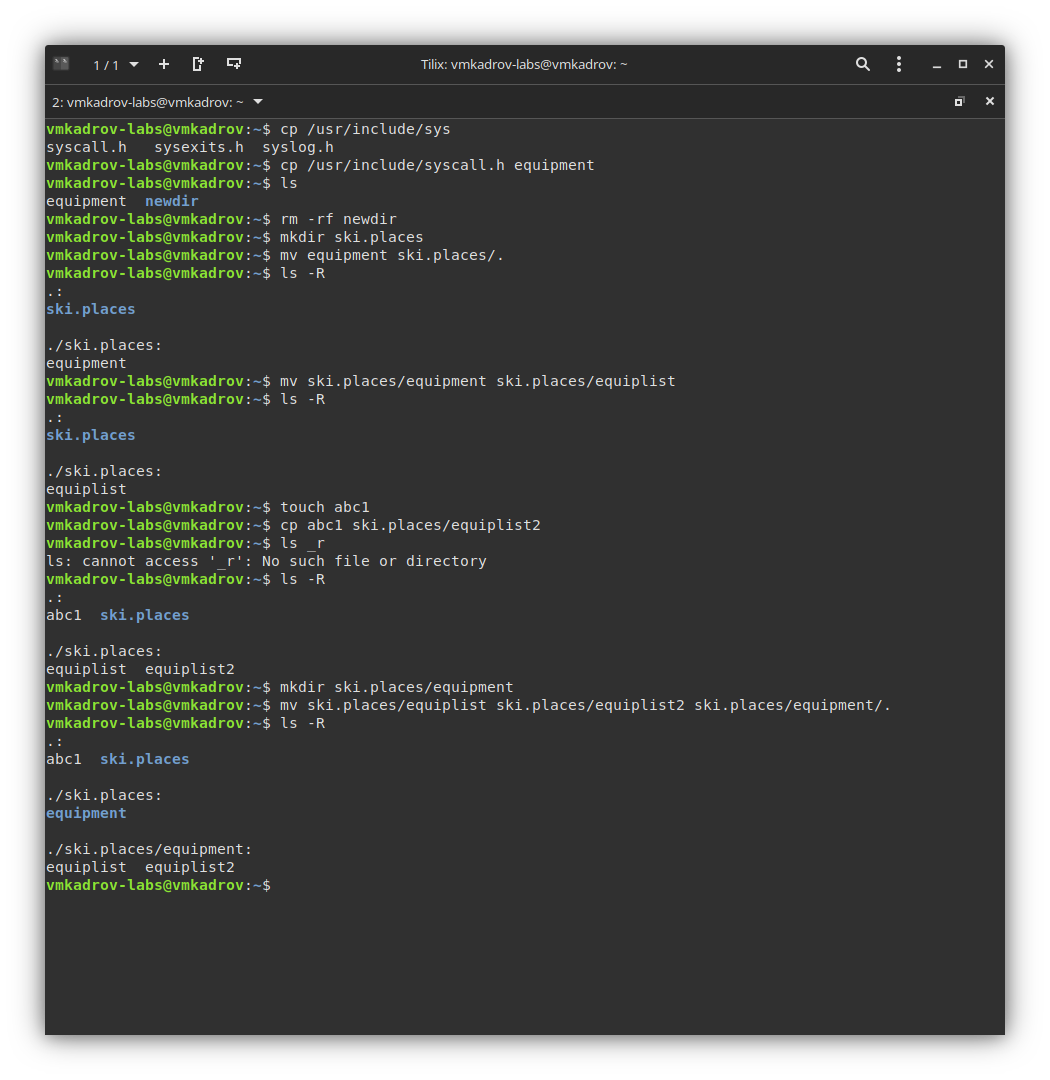 1 / 1
Tilix: vmkadrov-labs@vmkadrov: ~
2: vmkadrov-labs@vmkadrov: ~
vmkadrov-labs@vmkadrov:~$ cp /usr/include/sys
syscall.h   sysexits.h  syslog.h
vmkadrov-labs@vmkadrov:~$ cp /usr/include/syscall.h equipment
vmkadrov-labs@vmkadrov:~$ ls
equipment  newdir
vmkadrov-labs@vmkadrov:~$ rm -rf newdir
vmkadrov-labs@vmkadrov:~$ mkdir ski.places
vmkadrov-labs@vmkadrov:~$ mv equipment ski.places/.
vmkadrov-labs@vmkadrov:~$ ls -R
.:
ski.places
./ski.places:
equipment
vmkadrov-labs@vmkadrov:~$ mv ski.places/equipment ski.places/equiplist
vmkadrov-labs@vmkadrov:~$ ls -R
.:
ski.places
./ski.places:
equiplist
vmkadrov-labs@vmkadrov:~$ touch abc1
vmkadrov-labs@vmkadrov:~$ cp abc1 ski.places/equiplist2
vmkadrov-labs@vmkadrov:~$ ls _r
ls: cannot access '_r': No such file or directory
vmkadrov-labs@vmkadrov:~$ ls -R
.:
abc1  ski.places
./ski.places:
equiplist  equiplist2
vmkadrov-labs@vmkadrov:~$ mkdir ski.places/equipment
vmkadrov-labs@vmkadrov:~$ mv ski.places/equiplist ski.places/equiplist2 ski.places/equipment/.
vmkadrov-labs@vmkadrov:~$ ls -R
.:
abc1  ski.places
./ski.places:
equipment
./ski.places/equipment:
equiplist  equiplist2
vmkadrov-labs@vmkadrov:~$